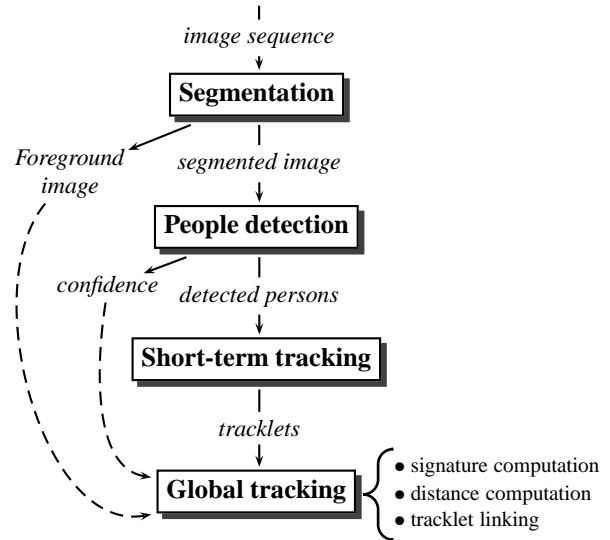 image sequence
Segmentation
Foreground
image
segmented image
People detection
confidence
detected persons
Short-term tracking
tracklets
Global tracking
• signature computation
• distance computation
• tracklet linking